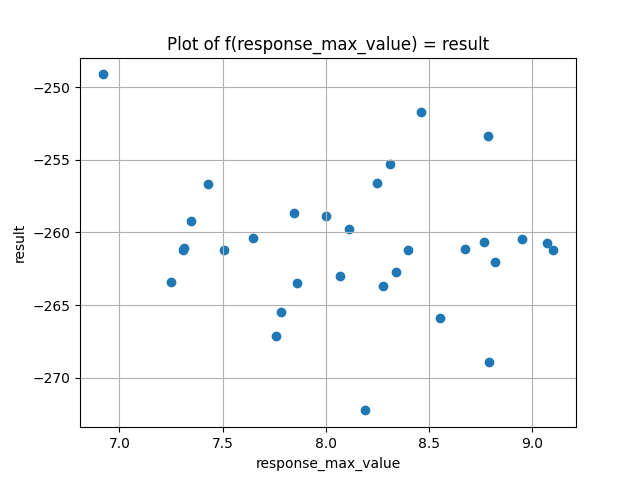 Plot of f(response_max_value) = result
−250
−255
−260
−265
−270
result
7.0 7.5 8.0 8.5 9.0
response_max_value